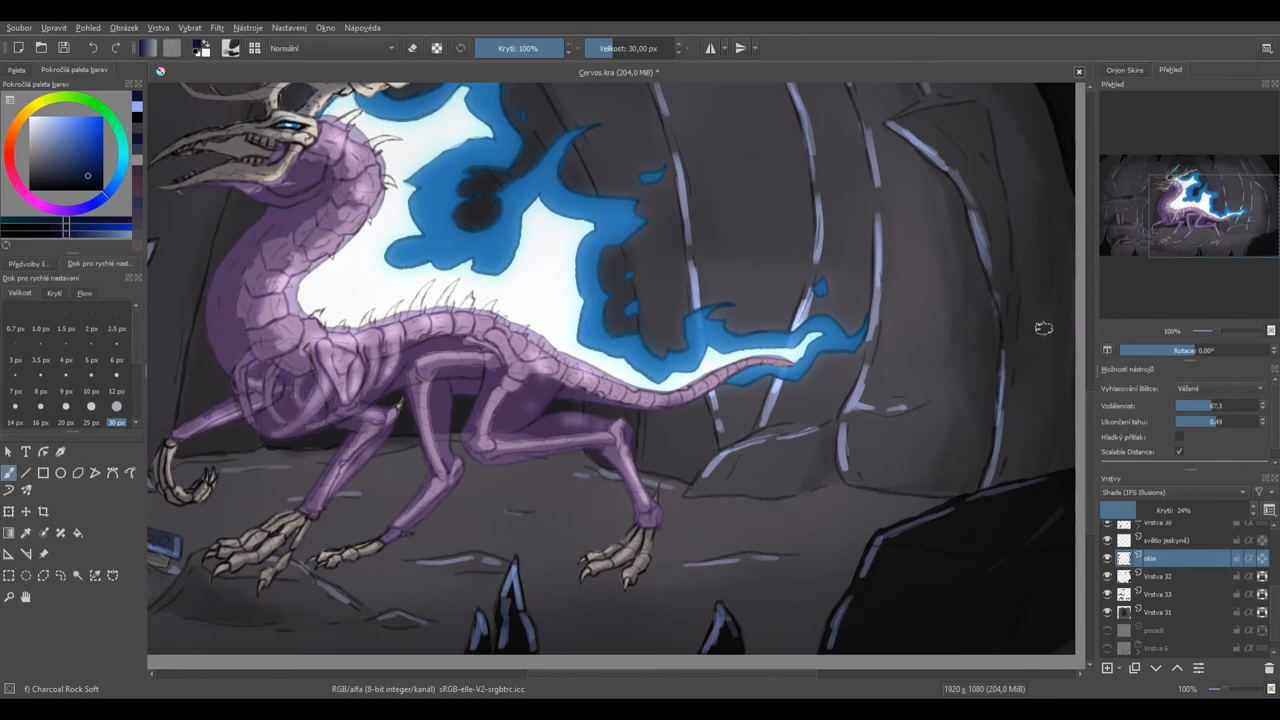 Soubor Upravit Pohled Obrázek Vrstva Vybrat Filtr Nástroje Nastavení Okno Nápověda
Normální Krytí: 100% Velikost: 30,00 px
Paleta Pokročilá paleta barev
Cervos.kra (204,0 MiB) *
Onion Skins Přehled
Pokročilá paleta barev
Přehled
Předvolby š... Dok pro rychlé nast...
Dok pro rychlé nastavení
Velikost Krytí Flow
0.7 px 1.0 px 1.5 px 2 px 2.5 px
3 px 3.5 px 4 px 5 px 6 px
7 px 8 px 9 px 10 px 12 px
14 px 16 px 20 px 25 px 30 px
100%
Rotace: 0,00°
Možnosti nástrojů
Vyhlazování štětce: Vážené
Vzdálenost: 67,3
Ukončení tahu: 0,49
Hladký přítlak:
Scalable Distance:
Vrstvy
Shade (IFS Illusions)
Krytí: 24%
Vrstva 30
světlo jeskyně)
stín
Vrstva 32
Vrstva 33
Vrstva 31
pozadí
Vrstva 6
f) Charcoal Rock Soft RGB/alfa (8-bit integer/kanál) sRGB-elle-V2-srgbtrc.icc 1920 x 1080 (204,0 MiB) 100%